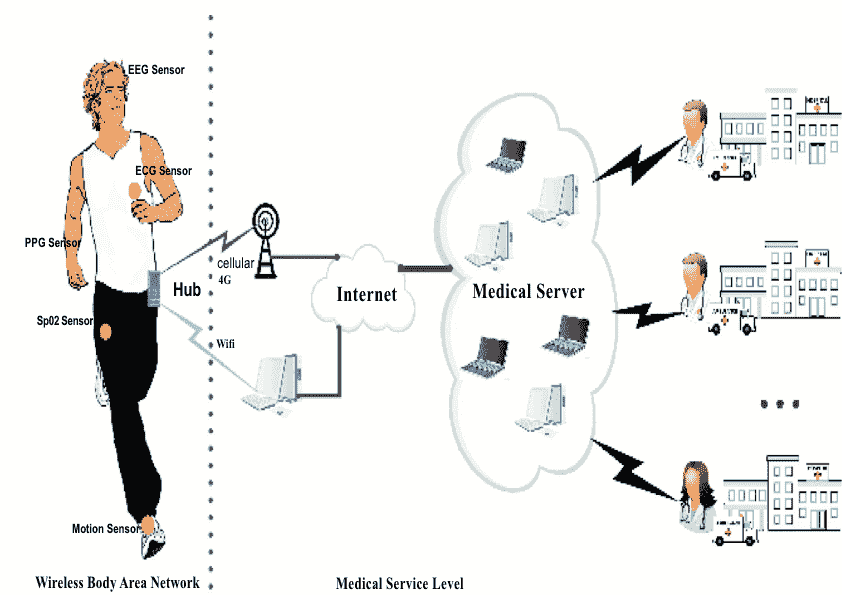 EEG Sensor
ECG Sensor
PPG Sensor
cellular
4G
Hub
Internet
Medical Server
Sp02 Sensor
Wifi
Motion Sensor
Wireless Body Area Network
Medical Service Level